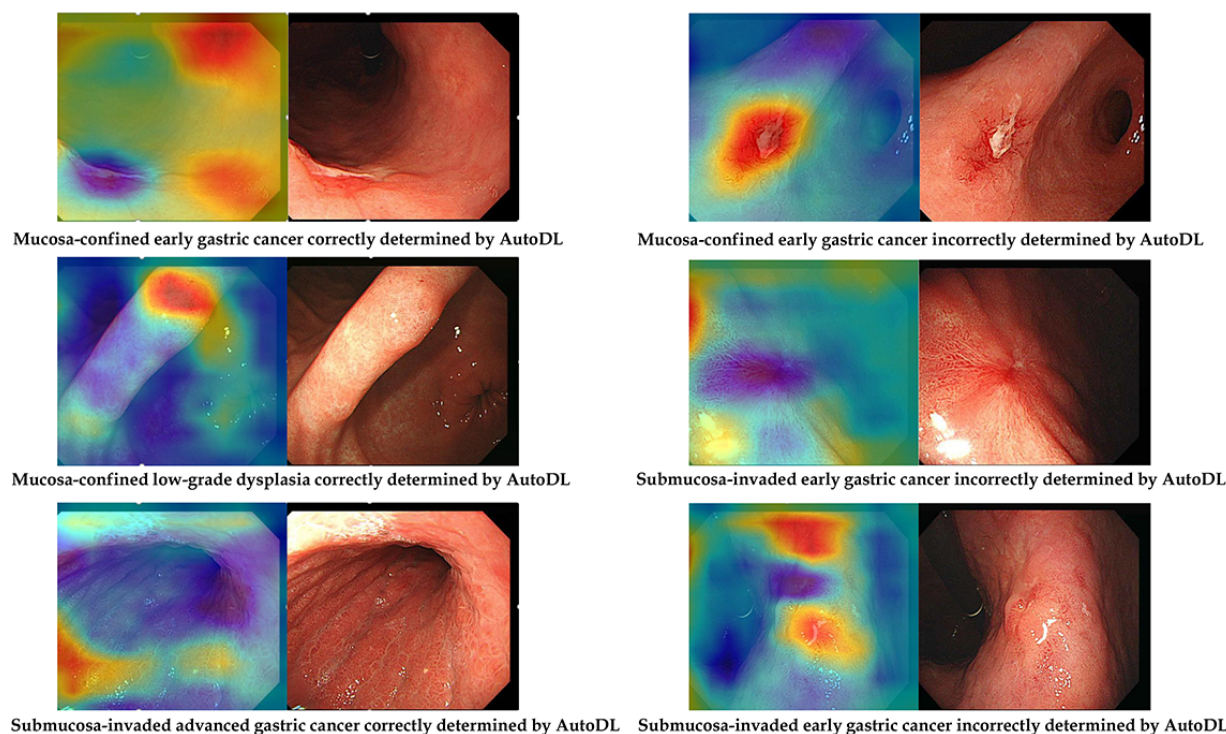 Mucosa-confined early gastric cancer correctly determined by AutoDL
Mucosa-confined early gastric cancer incorrectly determined by AutoDL
Mucosa-confined low-grade dysplasia correctly determined by AutoDL
Submucosa-invaded early gastric cancer incorrectly determined by AutoDL
Submucosa-invaded advanced gastric cancer correctly determined by AutoDL
Submucosa-invaded early gastric cancer incorrectly determined by AutoDL